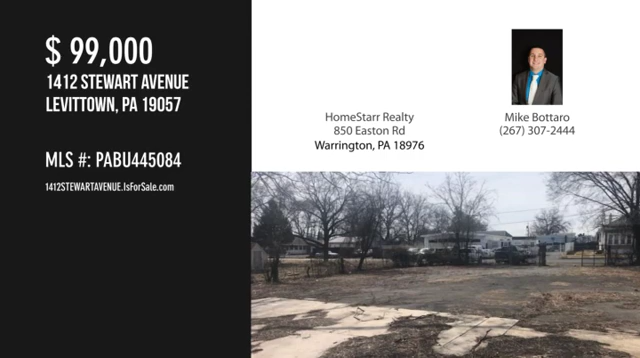 $ 99,000
1412 STEWART AVENUE
LEVITTOWN, PA 19057
MLS #: PABU445084
1412STEWARTAVENUE.IsForSale.com
HomeStarr Realty
850 Easton Rd
Warrington, PA 18976
Mike Bottaro
(267) 307-2444